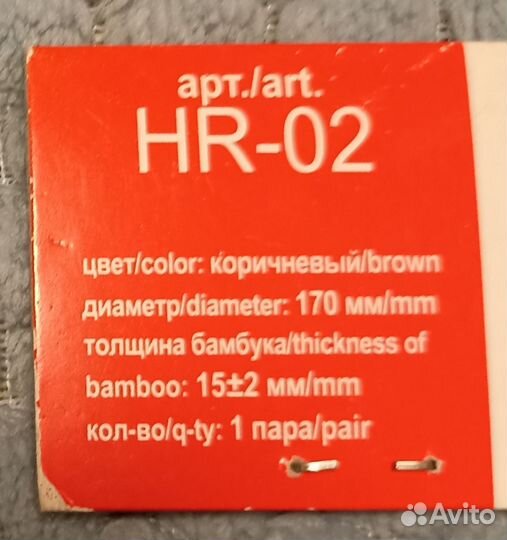 арт./art.
HR-02
цвет/color: коричневый/brown
диаметр/diameter: 170 мм/mm
толщина бамбука/thickness of
bamboo: 15±2 мм/mm
кол-во/q-ty: 1 пара/pair
Avito